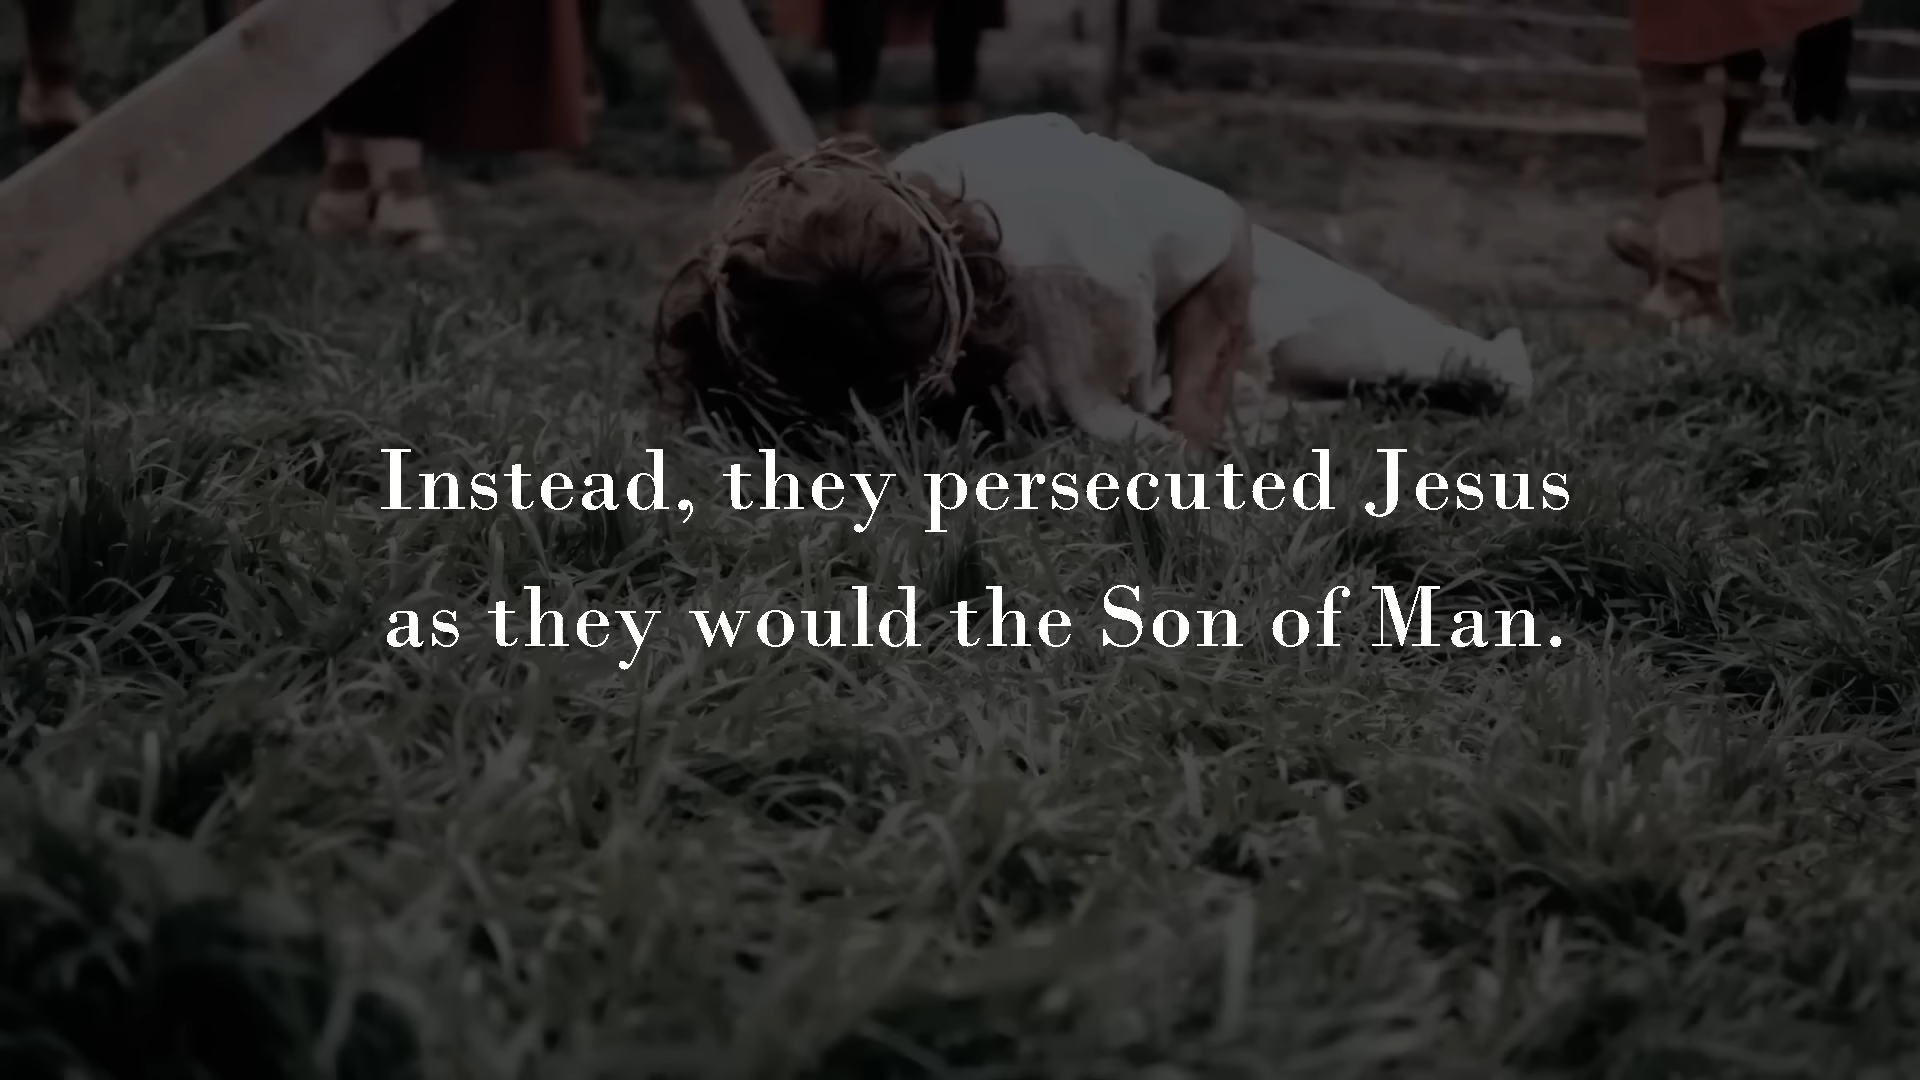 Instead, they persecuted Jesus
as they would the Son of Man.